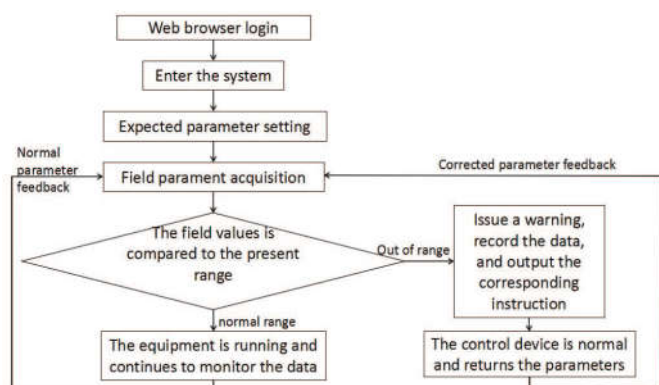 Web browser login
Enter the system
Expected parameter setting
Normal
parameter
feedback
Field parament acquisition
Corrected parameter feedback
The field values is
compared to the present
range
Out of range
Issue a warning,
record the data,
and output the
corresponding
instruction
normal range
The equipment is running and
continues to monitor the data
The control device is normal
and returns the parameters